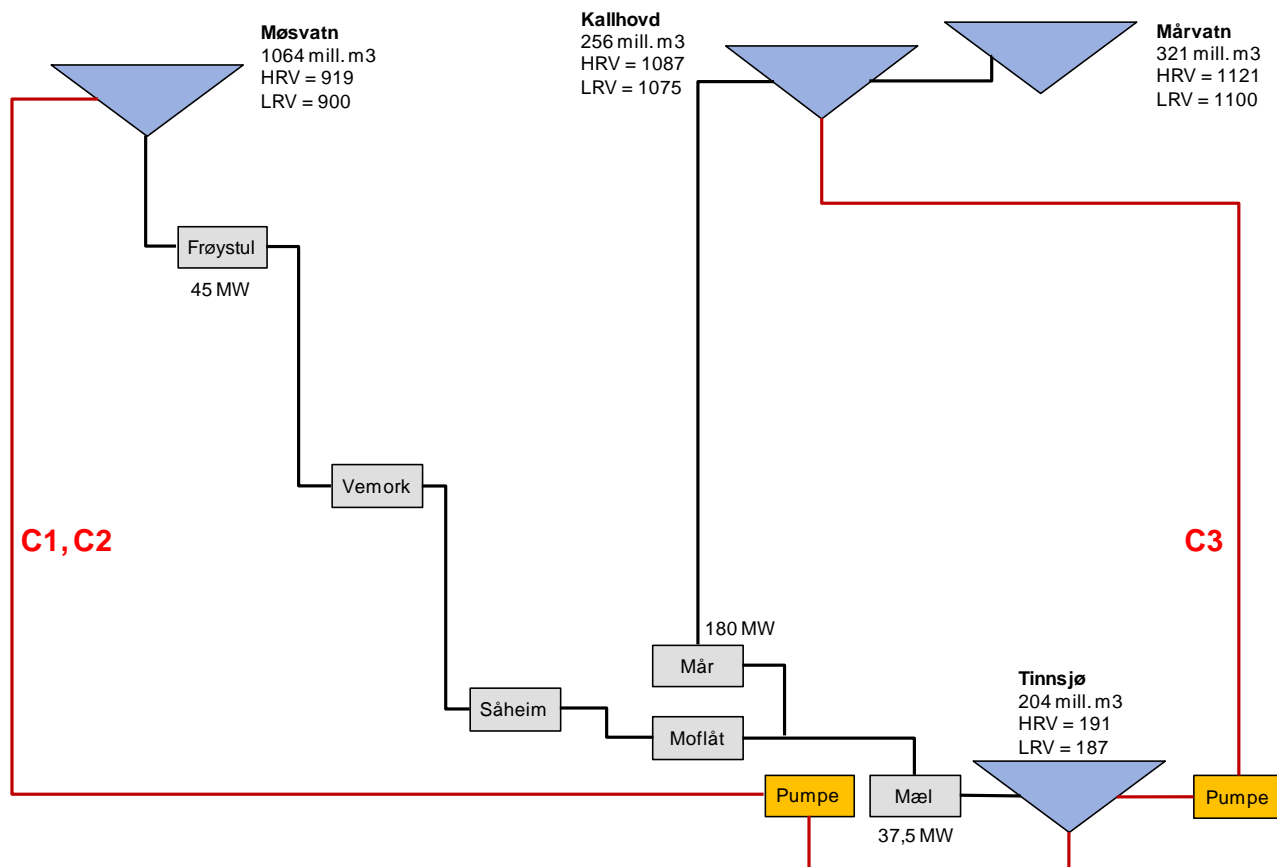 Møsvatn
1064 mill. m3
HRV = 919
LRV = 900
Kallhovd
256 mill. m3
HRV = 1087
LRV = 1075
Mårvatn
321 mill. m3
HRV = 1121
LRV = 1100
Frøystul
45 MW
Vemork
C1, C2
C3
180 MW
Mår
Såheim
Moflåt
Tinnsjø
204 mill. m3
HRV = 191
LRV = 187
Pumpe
Mæl
37,5 MW
Pumpe